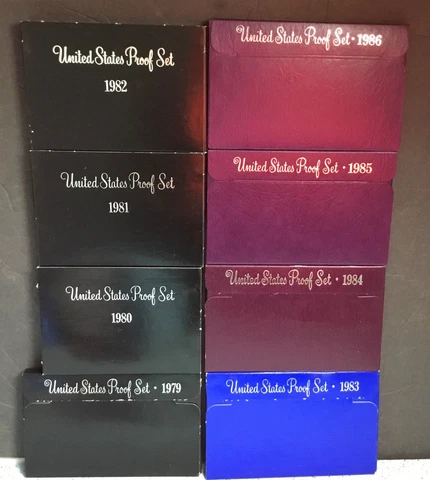 United States Proof Set
1982
United States Proof Set
1981
United States Proof Set
1980
United States Proof Set • 1979
United States Proof Set • 1986
United States Proof Set • 1985
United States Proof Set • 1984
United States Proof Set • 1983